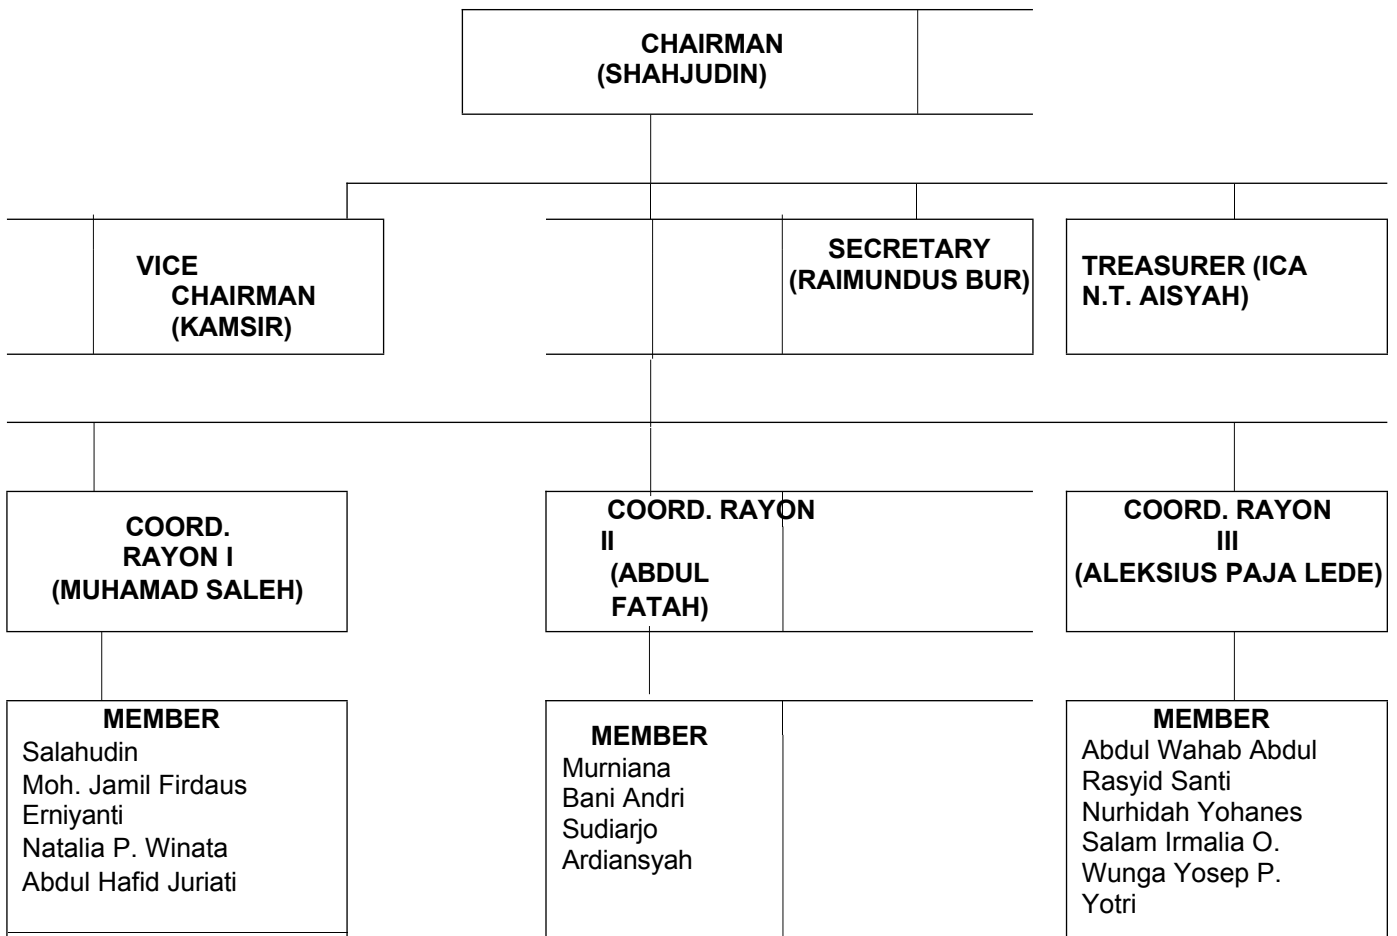 CHAIRMAN
(SHAHJUDIN)
VICE
CHAIRMAN
(KAMSIR)
SECRETARY
(RAIMUNDUS BUR)
TREASURER (ICA
N.T. AISYAH)
COORD.
RAYON I
(MUHAMAD SALEH)
COORD. RAYON
II
(ABDUL
FATAH)
COORD. RAYON
III
(ALEKSIUS PAJA LEDE)
MEMBER
Salahudin
Moh. Jamil Firdaus
Erniyanti
Natalia P. Winata
Abdul Hafid Juriati
MEMBER
Murniana
Bani Andri
Sudiarjo
Ardiansyah
MEMBER
Abdul Wahab Abdul
Rasyid Santi
Nurhidah Yohanes
Salam Irmalia O.
Wunga Yosep P.
Yotri